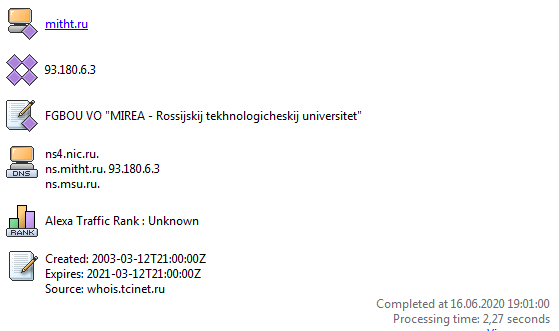 mitht.ru
93.180.6.3
FGBOU VO "MIREA - Rossijskij tekhnologicheskij universitet"
DNS
ns4.nic.ru.
ns.mitht.ru. 93.180.6.3
ns.msu.ru.
RANK
Alexa Traffic Rank : Unknown
Created: 2003-03-12T21:00:00Z
Expires: 2021-03-12T21:00:00Z
Source: whois.tcinet.ru
Completed at 16.06.2020 19:01:00
Processing time: 2,27 seconds